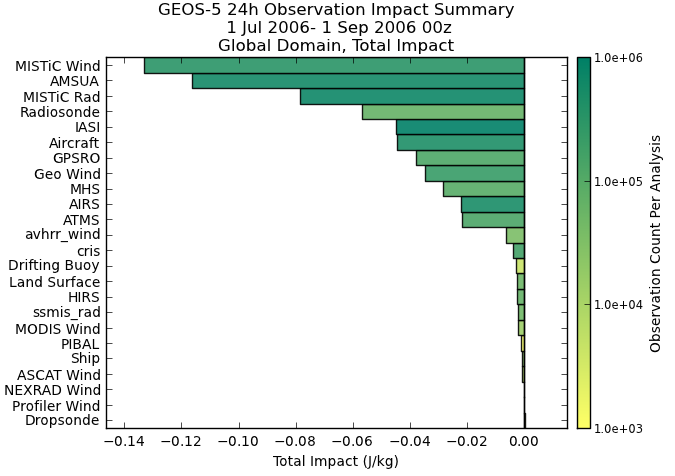 GEOS-5 24h Observation Impact Summary
1 Jul 2006- 1 Sep 2006 00z
Global Domain, Total Impact
MISTiC Wind
AMSUA
MISTiC Rad
Radiosonde
IASI
Aircraft
GPSRO
Geo Wind
MHS
AIRS
ATMS
avhrr_wind
cris
Drifting Buoy
Land Surface
HIRS
ssmis_rad
MODIS Wind
PIBAL
Ship
ASCAT Wind
NEXRAD Wind
Profiler Wind
Dropsonde
−0.14 −0.12 −0.10 −0.08 −0.06 −0.04 −0.02 0.00
Total Impact (J/kg)
1.0e+06
1.0e+05
1.0e+04
1.0e+03
Observation Count Per Analysis